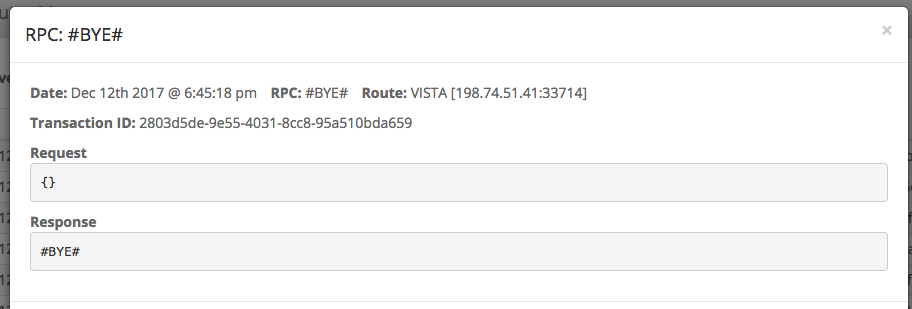 RPC: #BYE#
×
Date: Dec 12th 2017 @ 6:45:18 pm RPC: #BYE# Route: VISTA [198.74.51.41:33714]
Transaction ID: 2803d5de-9e55-4031-8cc8-95a510bda659
Request
{}
Response
#BYE#